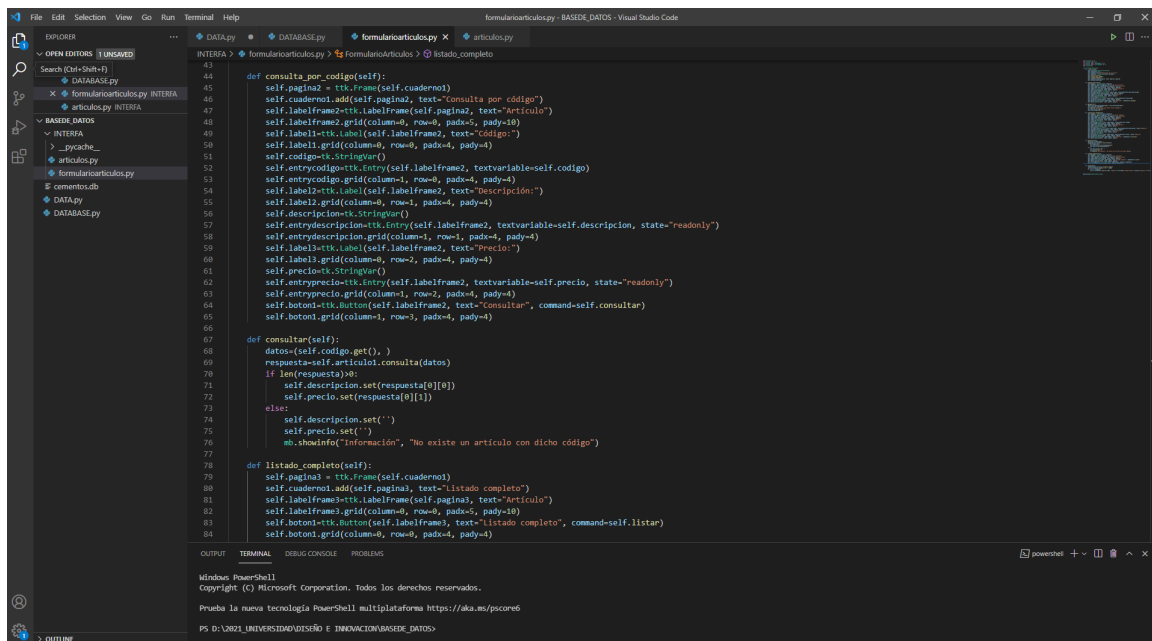 File Edit Selection View Go Run Terminal Help
formularioarticulos.py - BASEDE_DATOS - Visual Studio Code
EXPLORER
OPEN EDITORS 1 UNSAVED
Search (Ctrl+Shift+F)
DATABASE.py
formularioarticulos.py INTERFA
articulos.py INTERFA
BASEDE_DATOS
INTERFA
__pycache__
articulos.py
formularioarticulos.py
cementos.db
DATA.py
DATABASE.py
OUTLINE
DATA.py DATABASE.py formularioarticulos.py articulos.py
INTERFA > formularioarticulos.py > FormularioArticulos > listado_completo
43
44 def consulta_por_codigo(self):
45 self.pagina2 = ttk.Frame(self.cuaderno1)
46 self.cuaderno1.add(self.pagina2, text="Consulta por código")
47 self.labelframe2=ttk.LabelFrame(self.pagina2, text="Artículo")
48 self.labelframe2.grid(column=0, row=0, padx=5, pady=10)
49 self.label1=ttk.Label(self.labelframe2, text="Código:")
50 self.label1.grid(column=0, row=0, padx=4, pady=4)
51 self.codigo=tk.StringVar()
52 self.entrycodigo=ttk.Entry(self.labelframe2, textvariable=self.codigo)
53 self.entrycodigo.grid(column=1, row=0, padx=4, pady=4)
54 self.label2=ttk.Label(self.labelframe2, text="Descripción:")
55 self.label2.grid(column=0, row=1, padx=4, pady=4)
56 self.descripcion=tk.StringVar()
57 self.entrydescripcion=ttk.Entry(self.labelframe2, textvariable=self.descripcion, state="readonly")
58 self.entrydescripcion.grid(column=1, row=1, padx=4, pady=4)
59 self.label3=ttk.Label(self.labelframe2, text="Precio:")
60 self.label3.grid(column=0, row=2, padx=4, pady=4)
61 self.precio=tk.StringVar()
62 self.entryprecio=ttk.Entry(self.labelframe2, textvariable=self.precio, state="readonly")
63 self.entryprecio.grid(column=1, row=2, padx=4, pady=4)
64 self.boton1=ttk.Button(self.labelframe2, text="Consultar", command=self.consultar)
65 self.boton1.grid(column=1, row=3, padx=4, pady=4)
66
67 def consultar(self):
68 datos=(self.codigo.get(), )
69 respuesta=self.articulo1.consulta(datos)
70 if len(respuesta)>0:
71 self.descripcion.set(respuesta[0][0])
72 self.precio.set(respuesta[0][1])
73 else:
74 self.descripcion.set('')
75 self.precio.set('')
76 mb.showinfo("Información", "No existe un artículo con dicho código")
77
78 def listado_completo(self):
79 self.pagina3 = ttk.Frame(self.cuaderno1)
80 self.cuaderno1.add(self.pagina3, text="Listado completo")
81 self.labelframe3=ttk.LabelFrame(self.pagina3, text="Artículo")
82 self.labelframe3.grid(column=0, row=0, padx=5, pady=10)
83 self.boton1=ttk.Button(self.labelframe3, text="Listado completo", command=self.listar)
84 self.boton1.grid(column=0, row=0, padx=4, pady=4)
OUTPUT TERMINAL DEBUG CONSOLE PROBLEMS
powershell
Windows PowerShell
Copyright (C) Microsoft Corporation. Todos los derechos reservados.
Prueba la nueva tecnología PowerShell multiplataforma https://aka.ms/pscore6
PS D:\2021_UNIVERSIDAD\DISEÑO E INNOVACION\BASEDE_DATOS>